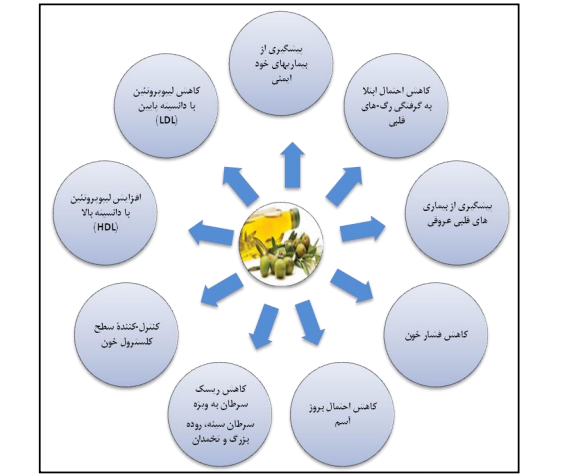 پیشگیری از
بیماریهای خود
ایمنی
کاهش احتمال ابتلا
به گرفتگی رگ‌های
قلبی
پیشگیری از بیماری
های قلبی عروقی
کاهش فشار خون
کاهش احتمال بروز
آسم
کاهش ریسک
سرطان به ویژه
سرطان سینه، روده
بزرگ و تخمدان
کنترل‌کنندهٔ سطح
کلسترول خون
افزایش لیپوپروتئین
با دانسیته بالا
(HDL)
کاهش لیپوپروتئین
با دانسیته پایین
(LDL)